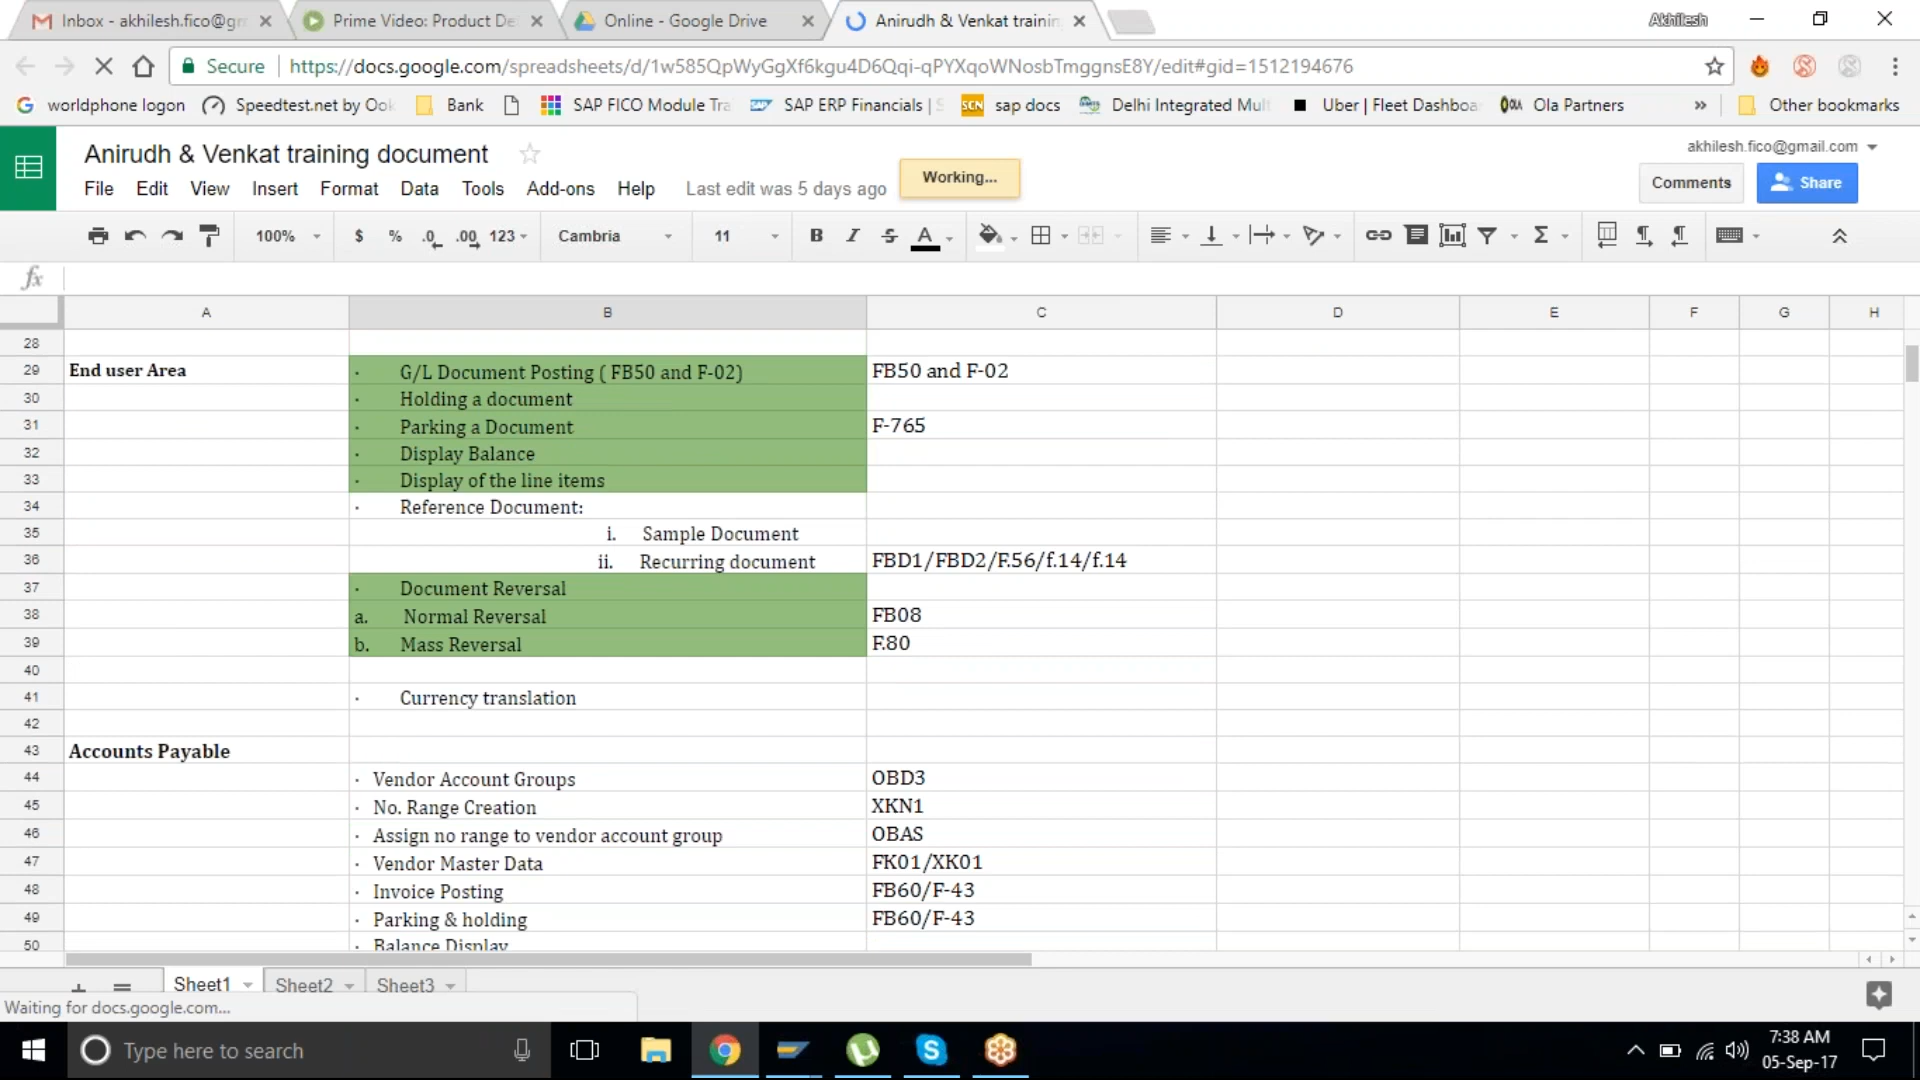 Inbox - akhilesh.fico@gm
Prime Video: Product De
Online - Google Drive
Anirudh & Venkat trainin
Akhilesh
Secure
https://docs.google.com/spreadsheets/d/1w585QpWyGgXf6kgu4D6Qqi-qPYXqoWNosbTmggnsE8Y/edit#gid=1512194676
worldphone logon
Speedtest.net by Ook
Bank
SAP FICO Module Tra
SAP ERP Financials | S
SCN sap docs
Delhi Integrated Mult
Uber | Fleet Dashboa
OLA Ola Partners
»
Other bookmarks
Anirudh & Venkat training document
akhilesh.fico@gmail.com
File Edit View Insert Format Data Tools Add-ons Help Last edit was 5 days ago
Working...
Comments
Share
100% $ % .0 .00 123 Cambria 11 B I S A Σ
fx
A B C D E F G H
28
29 End user Area · G/L Document Posting ( FB50 and F-02) FB50 and F-02
30 · Holding a document
31 · Parking a Document F-765
32 · Display Balance
33 · Display of the line items
34 · Reference Document:
35 i. Sample Document
36 ii. Recurring document FBD1/FBD2/F.56/f.14/f.14
37 · Document Reversal
38 a. Normal Reversal FB08
39 b. Mass Reversal F.80
40
41 · Currency translation
42
43 Accounts Payable
44 · Vendor Account Groups OBD3
45 · No. Range Creation XKN1
46 · Assign no range to vendor account group OBAS
47 · Vendor Master Data FK01/XK01
48 · Invoice Posting FB60/F-43
49 · Parking & holding FB60/F-43
50 · Balance Display
+ Sheet1 Sheet2 Sheet3
Waiting for docs.google.com...
Type here to search
7:38 AM
05-Sep-17